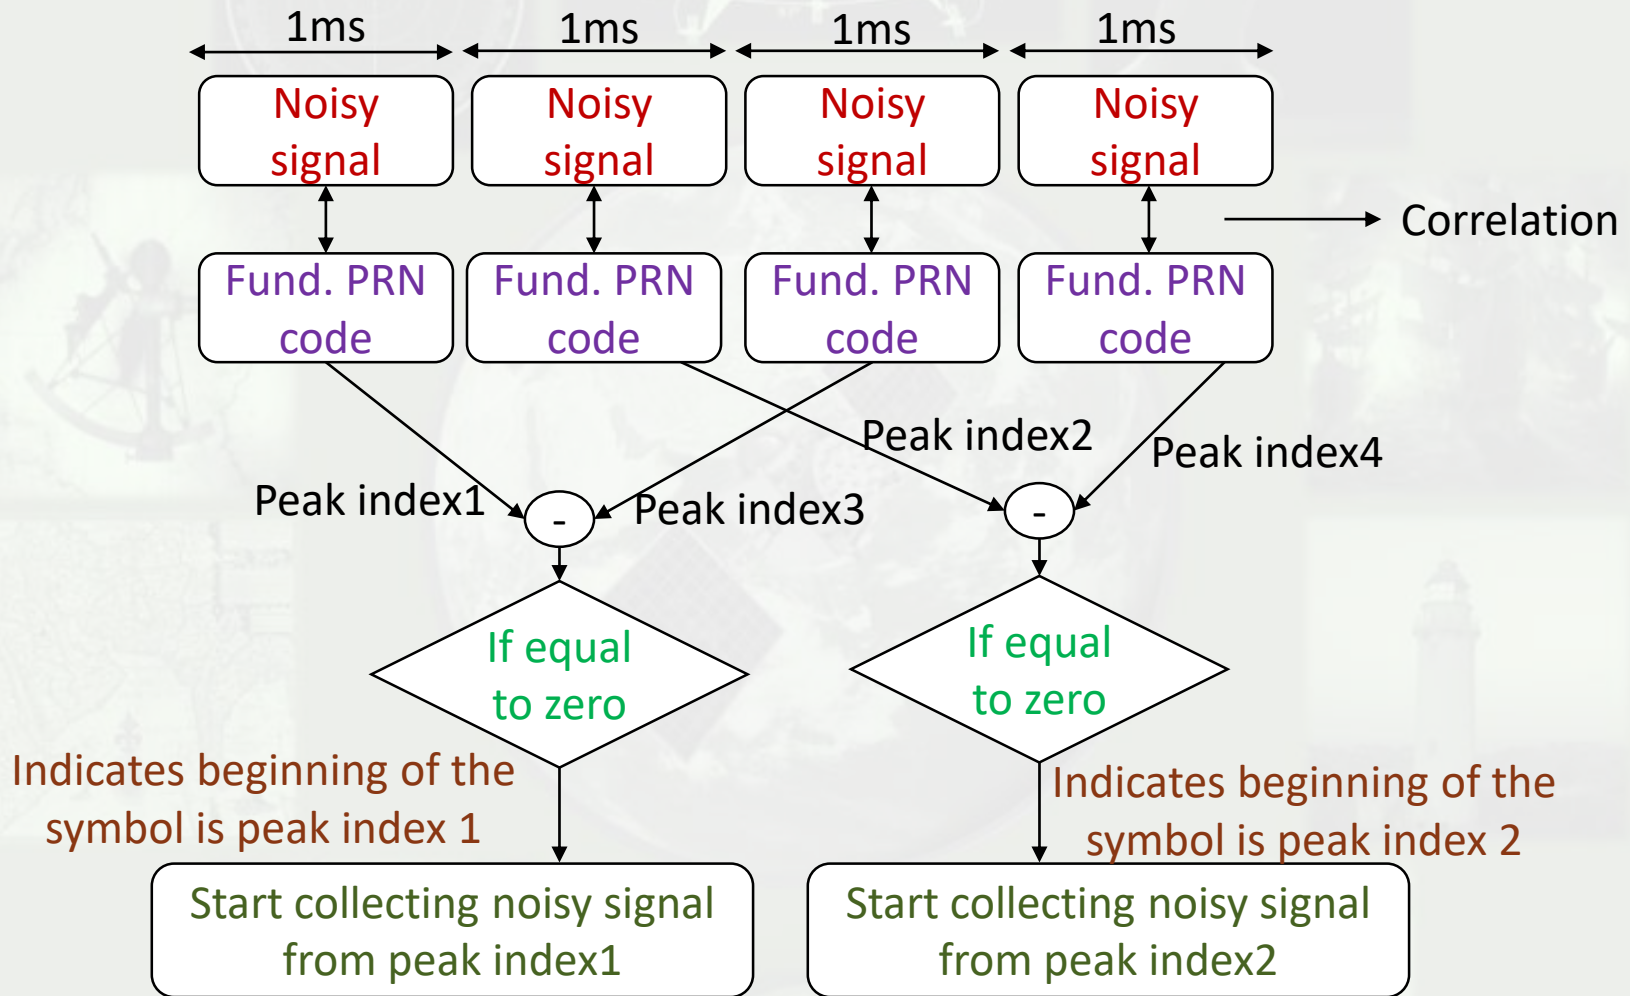 1ms
1ms
1ms
1ms
Noisy
signal
Noisy
signal
Noisy
signal
Noisy
signal
Correlation
Fund. PRN
code
Fund. PRN
code
Fund. PRN
code
Fund. PRN
code
Peak index2
Peak index4
Peak index1
Peak index3
-
-
If equal
to zero
If equal
to zero
Indicates beginning of the
symbol is peak index 1
Indicates beginning of the
symbol is peak index 2
Start collecting noisy signal
from peak index1
Start collecting noisy signal
from peak index2